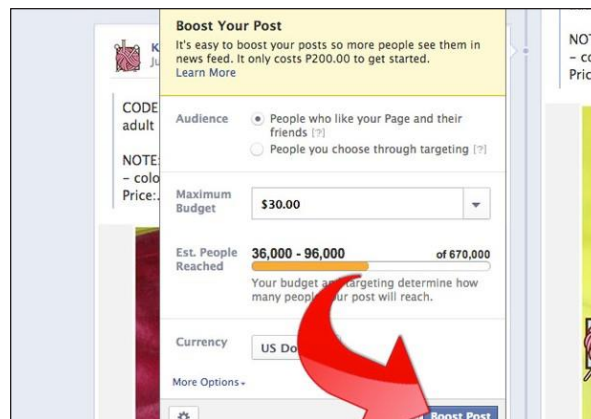 Boost Your Post
It's easy to boost your posts so more people see them in
news feed. It only costs P200.00 to get started.
Learn More
K
Ju
CODE
adult
NOTE:
- colo
Price:.
Audience
People who like your Page and their
friends [?]
People you choose through targeting [?]
Maximum
Budget
$30.00
Est. People
Reached
36,000 - 96,000
of 670,000
Your budget and targeting determine how
many people your post will reach.
Currency
US Do
More Options
Boost Post
NOT
- co
Pric